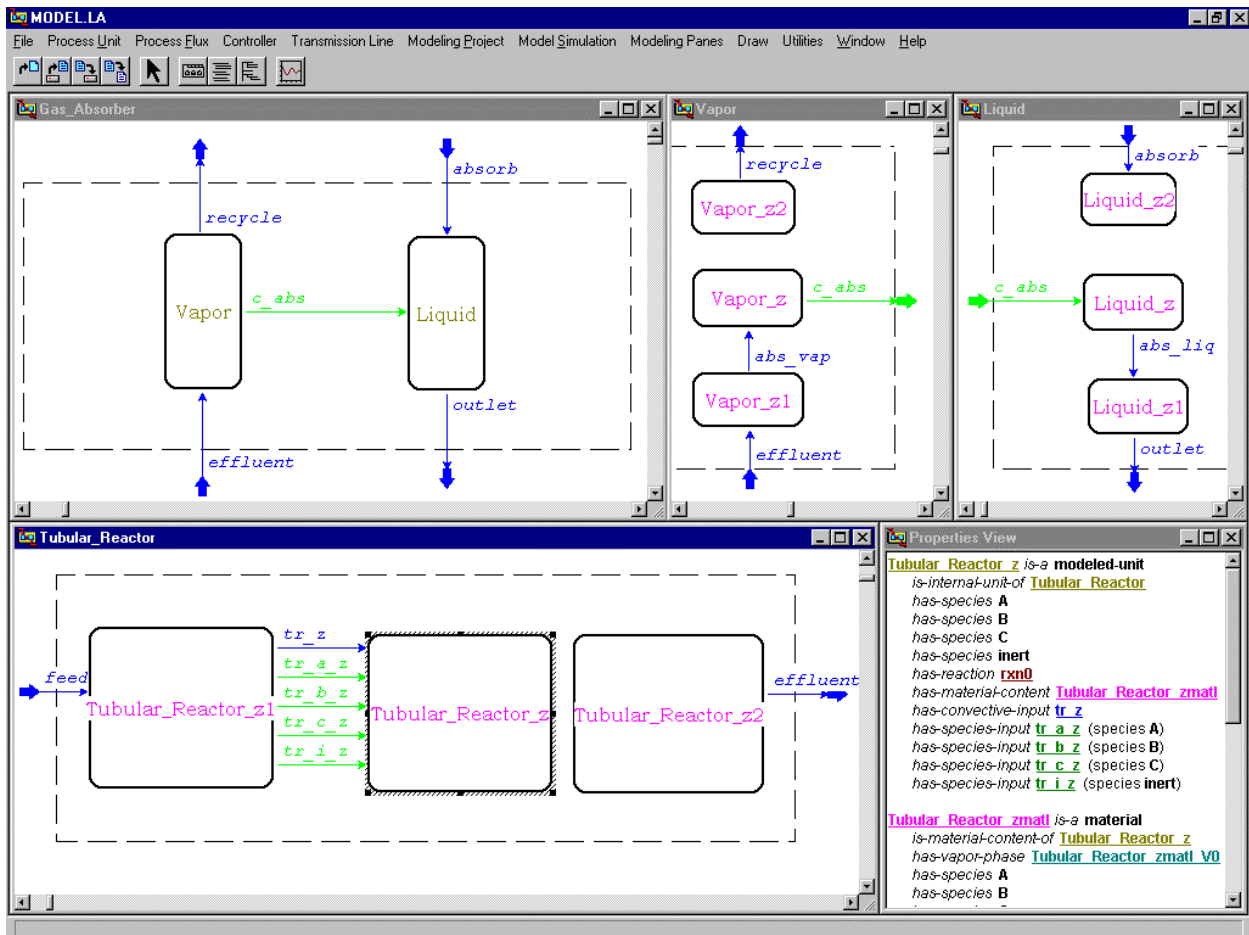 MODEL.LA
File Process Unit Process Flux Controller Transmission Line Modeling Project Model Simulation Modeling Panes Draw Utilities Window Help
Gas_Absorber
recycle
absorb
Vapor
c_abs
Liquid
effluent
outlet
Vapor
recycle
Vapor_z2
Vapor_z
c_abs
abs_vap
Vapor_z1
effluent
Liquid
absorb
Liquid_z2
c_abs
Liquid_z
abs_liq
Liquid_z1
outlet
Tubular_Reactor
feed
Tubular_Reactor_z1
tr_z
tr_a_z
tr_b_z
tr_c_z
tr_i_z
Tubular_Reactor_z
Tubular_Reactor_z2
effluent
Properties View
Tubular_Reactor_z is-a modeled-unit
is-internal-unit-of Tubular_Reactor
has-species A
has-species B
has-species C
has-species inert
has-reaction rxn0
has-material-content Tubular_Reactor_zmatl
has-convective-input tr_z
has-species-input tr_a_z (species A)
has-species-input tr_b_z (species B)
has-species-input tr_c_z (species C)
has-species-input tr_i_z (species inert)
Tubular_Reactor_zmatl is-a material
is-material-content-of Tubular_Reactor_z
has-vapor-phase Tubular_Reactor_zmatl_V0
has-species A
has-species B